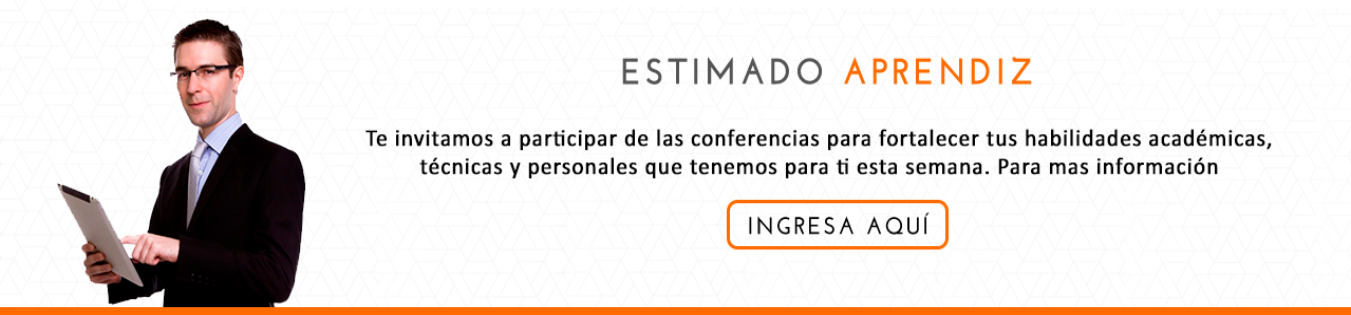 ESTIMADO APRENDIZ
Te invitamos a participar de las conferencias para fortalecer tus habilidades académicas,
técnicas y personales que tenemos para ti esta semana. Para mas información
INGRESA AQUÍ